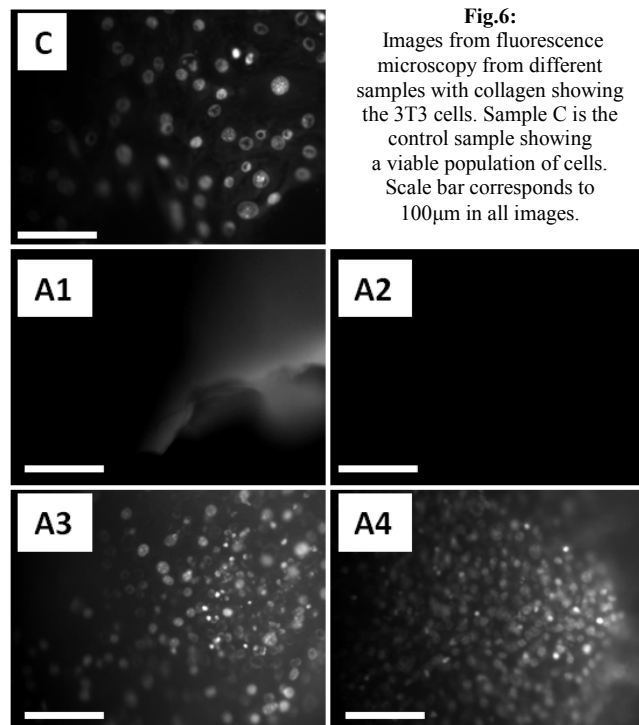 C
Fig.6:
Images from fluorescence
microscopy from different
samples with collagen showing
the 3T3 cells. Sample C is the
control sample showing
a viable population of cells.
Scale bar corresponds to
100µm in all images.
A1
A2
A3
A4